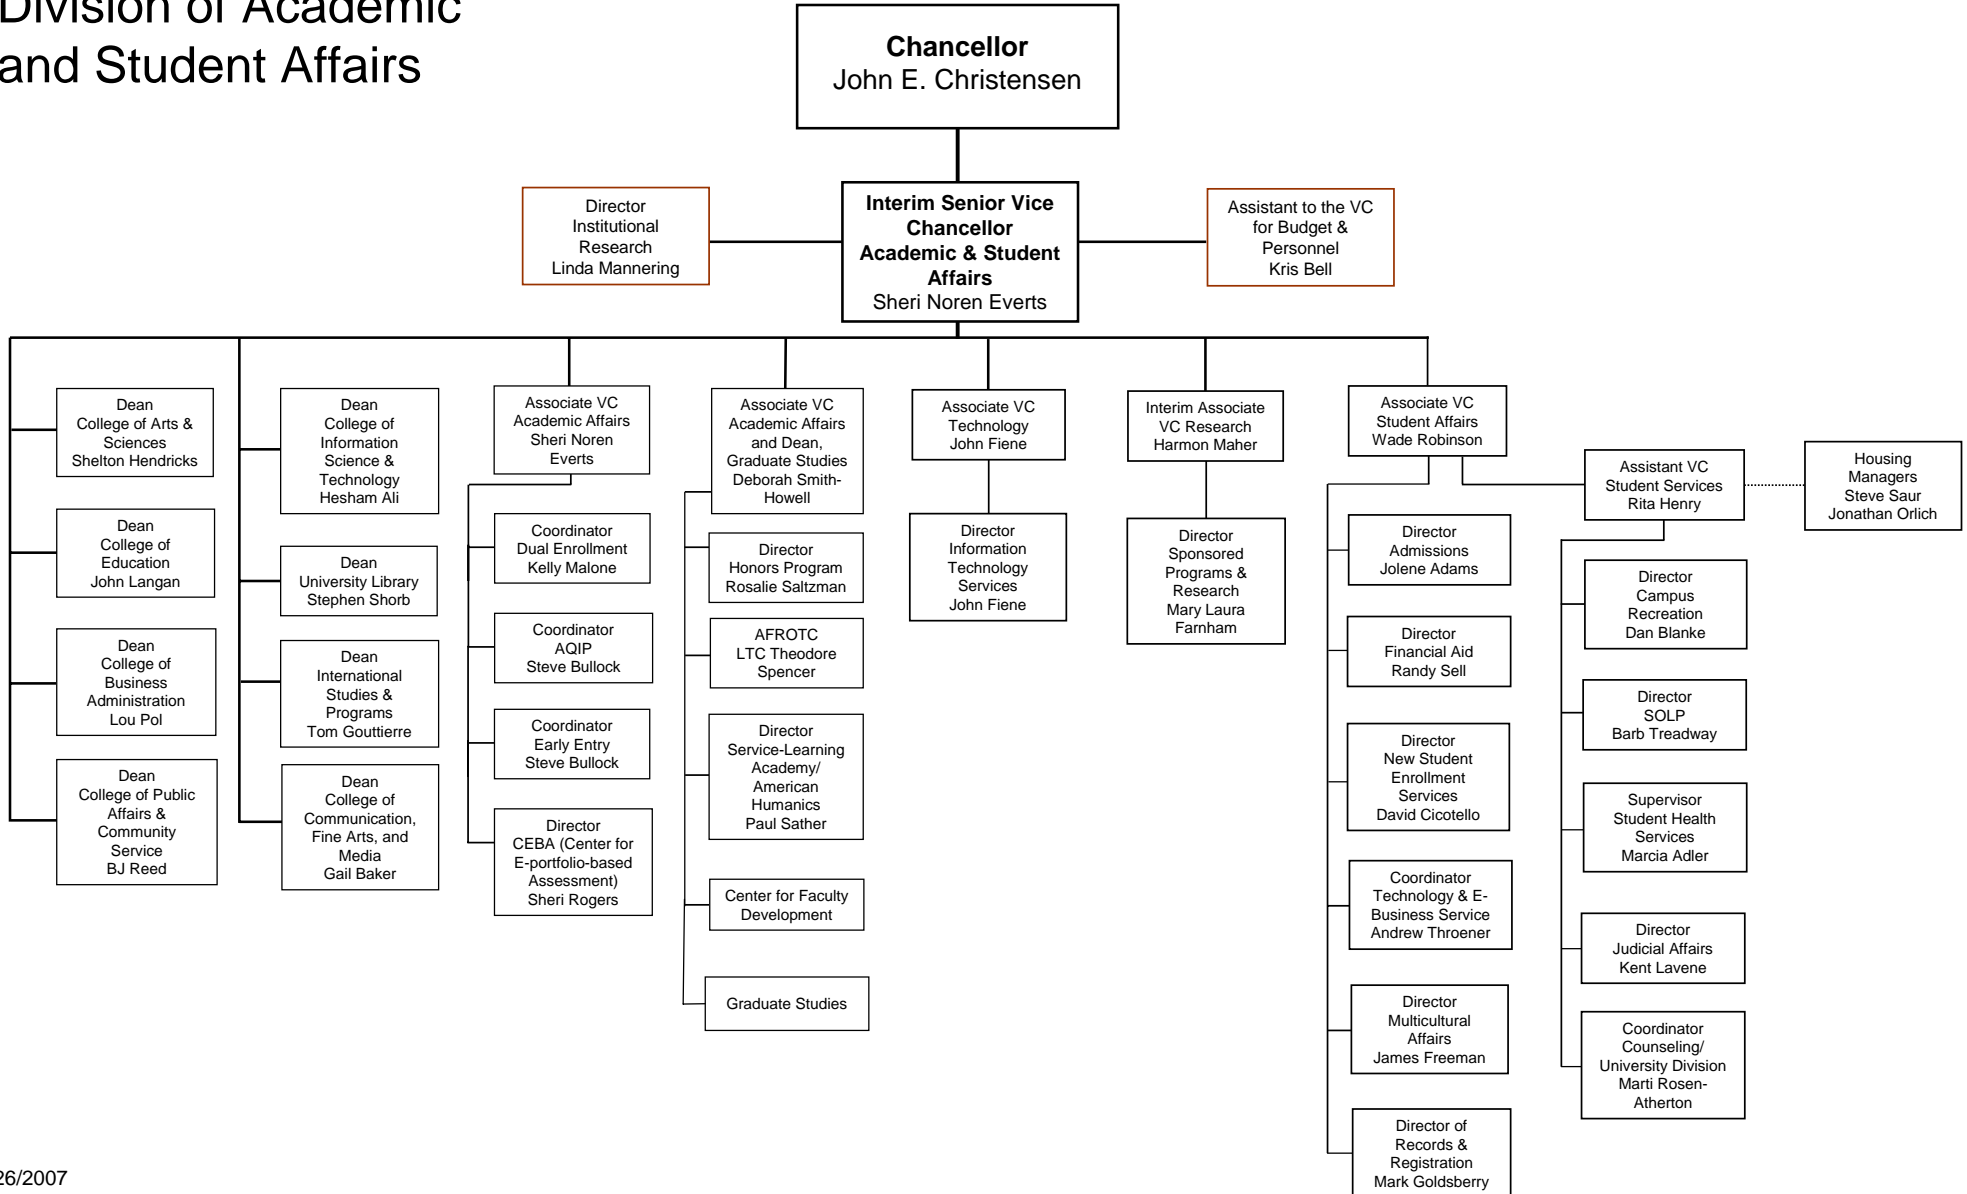 Division of Academic
and Student Affairs
Chancellor
John E. Christensen
Director
Institutional
Research
Linda Mannering
Interim Senior Vice
Chancellor
Academic & Student
Affairs
Sheri Noren Everts
Assistant to the VC
for Budget &
Personnel
Kris Bell
Dean
College of Arts &
Sciences
Shelton Hendricks
Dean
College of
Education
John Langan
Dean
College of
Business
Administration
Lou Pol
Dean
College of Public
Affairs &
Community
Service
BJ Reed
Dean
College of
Information
Science &
Technology
Hesham Ali
Dean
University Library
Stephen Shorb
Dean
International
Studies &
Programs
Tom Gouttierre
Dean
College of
Communication,
Fine Arts, and
Media
Gail Baker
Associate VC
Academic Affairs
Sheri Noren
Everts
Coordinator
Dual Enrollment
Kelly Malone
Coordinator
AQIP
Steve Bullock
Coordinator
Early Entry
Steve Bullock
Director
CEBA (Center for
E-portfolio-based
Assessment)
Sheri Rogers
Associate VC
Academic Affairs
and Dean,
Graduate Studies
Deborah Smith-
Howell
Director
Honors Program
Rosalie Saltzman
AFROTC
LTC Theodore
Spencer
Director
Service-Learning
Academy/
American
Humanics
Paul Sather
Center for Faculty
Development
Graduate Studies
Associate VC
Technology
John Fiene
Director
Information
Technology
Services
John Fiene
Interim Associate
VC Research
Harmon Maher
Director
Sponsored
Programs &
Research
Mary Laura
Farnham
Associate VC
Student Affairs
Wade Robinson
Director
Admissions
Jolene Adams
Director
Financial Aid
Randy Sell
Director
New Student
Enrollment
Services
David Cicotello
Coordinator
Technology & E-
Business Service
Andrew Throener
Director
Multicultural
Affairs
James Freeman
Director of
Records &
Registration
Mark Goldsberry
Assistant VC
Student Services
Rita Henry
Director
Campus
Recreation
Dan Blanke
Director
SOLP
Barb Treadway
Supervisor
Student Health
Services
Marcia Adler
Director
Judicial Affairs
Kent Lavene
Coordinator
Counseling/
University Division
Marti Rosen-
Atherton
Housing
Managers
Steve Saur
Jonathan Orlich
26/2007